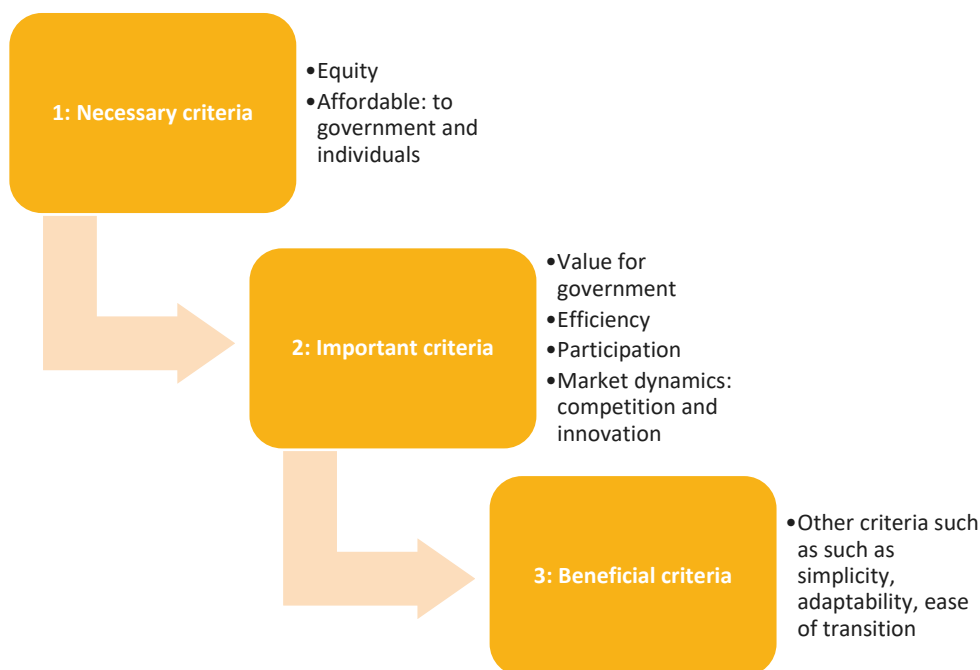 1: Necessary criteria
•Equity
•Affordable: to
government and
individuals
2: Important criteria
•Value for
government
•Efficiency
•Participation
•Market dynamics:
competition and
innovation
3: Beneficial criteria
•Other criteria such
as such as
simplicity,
adaptability, ease
of transition